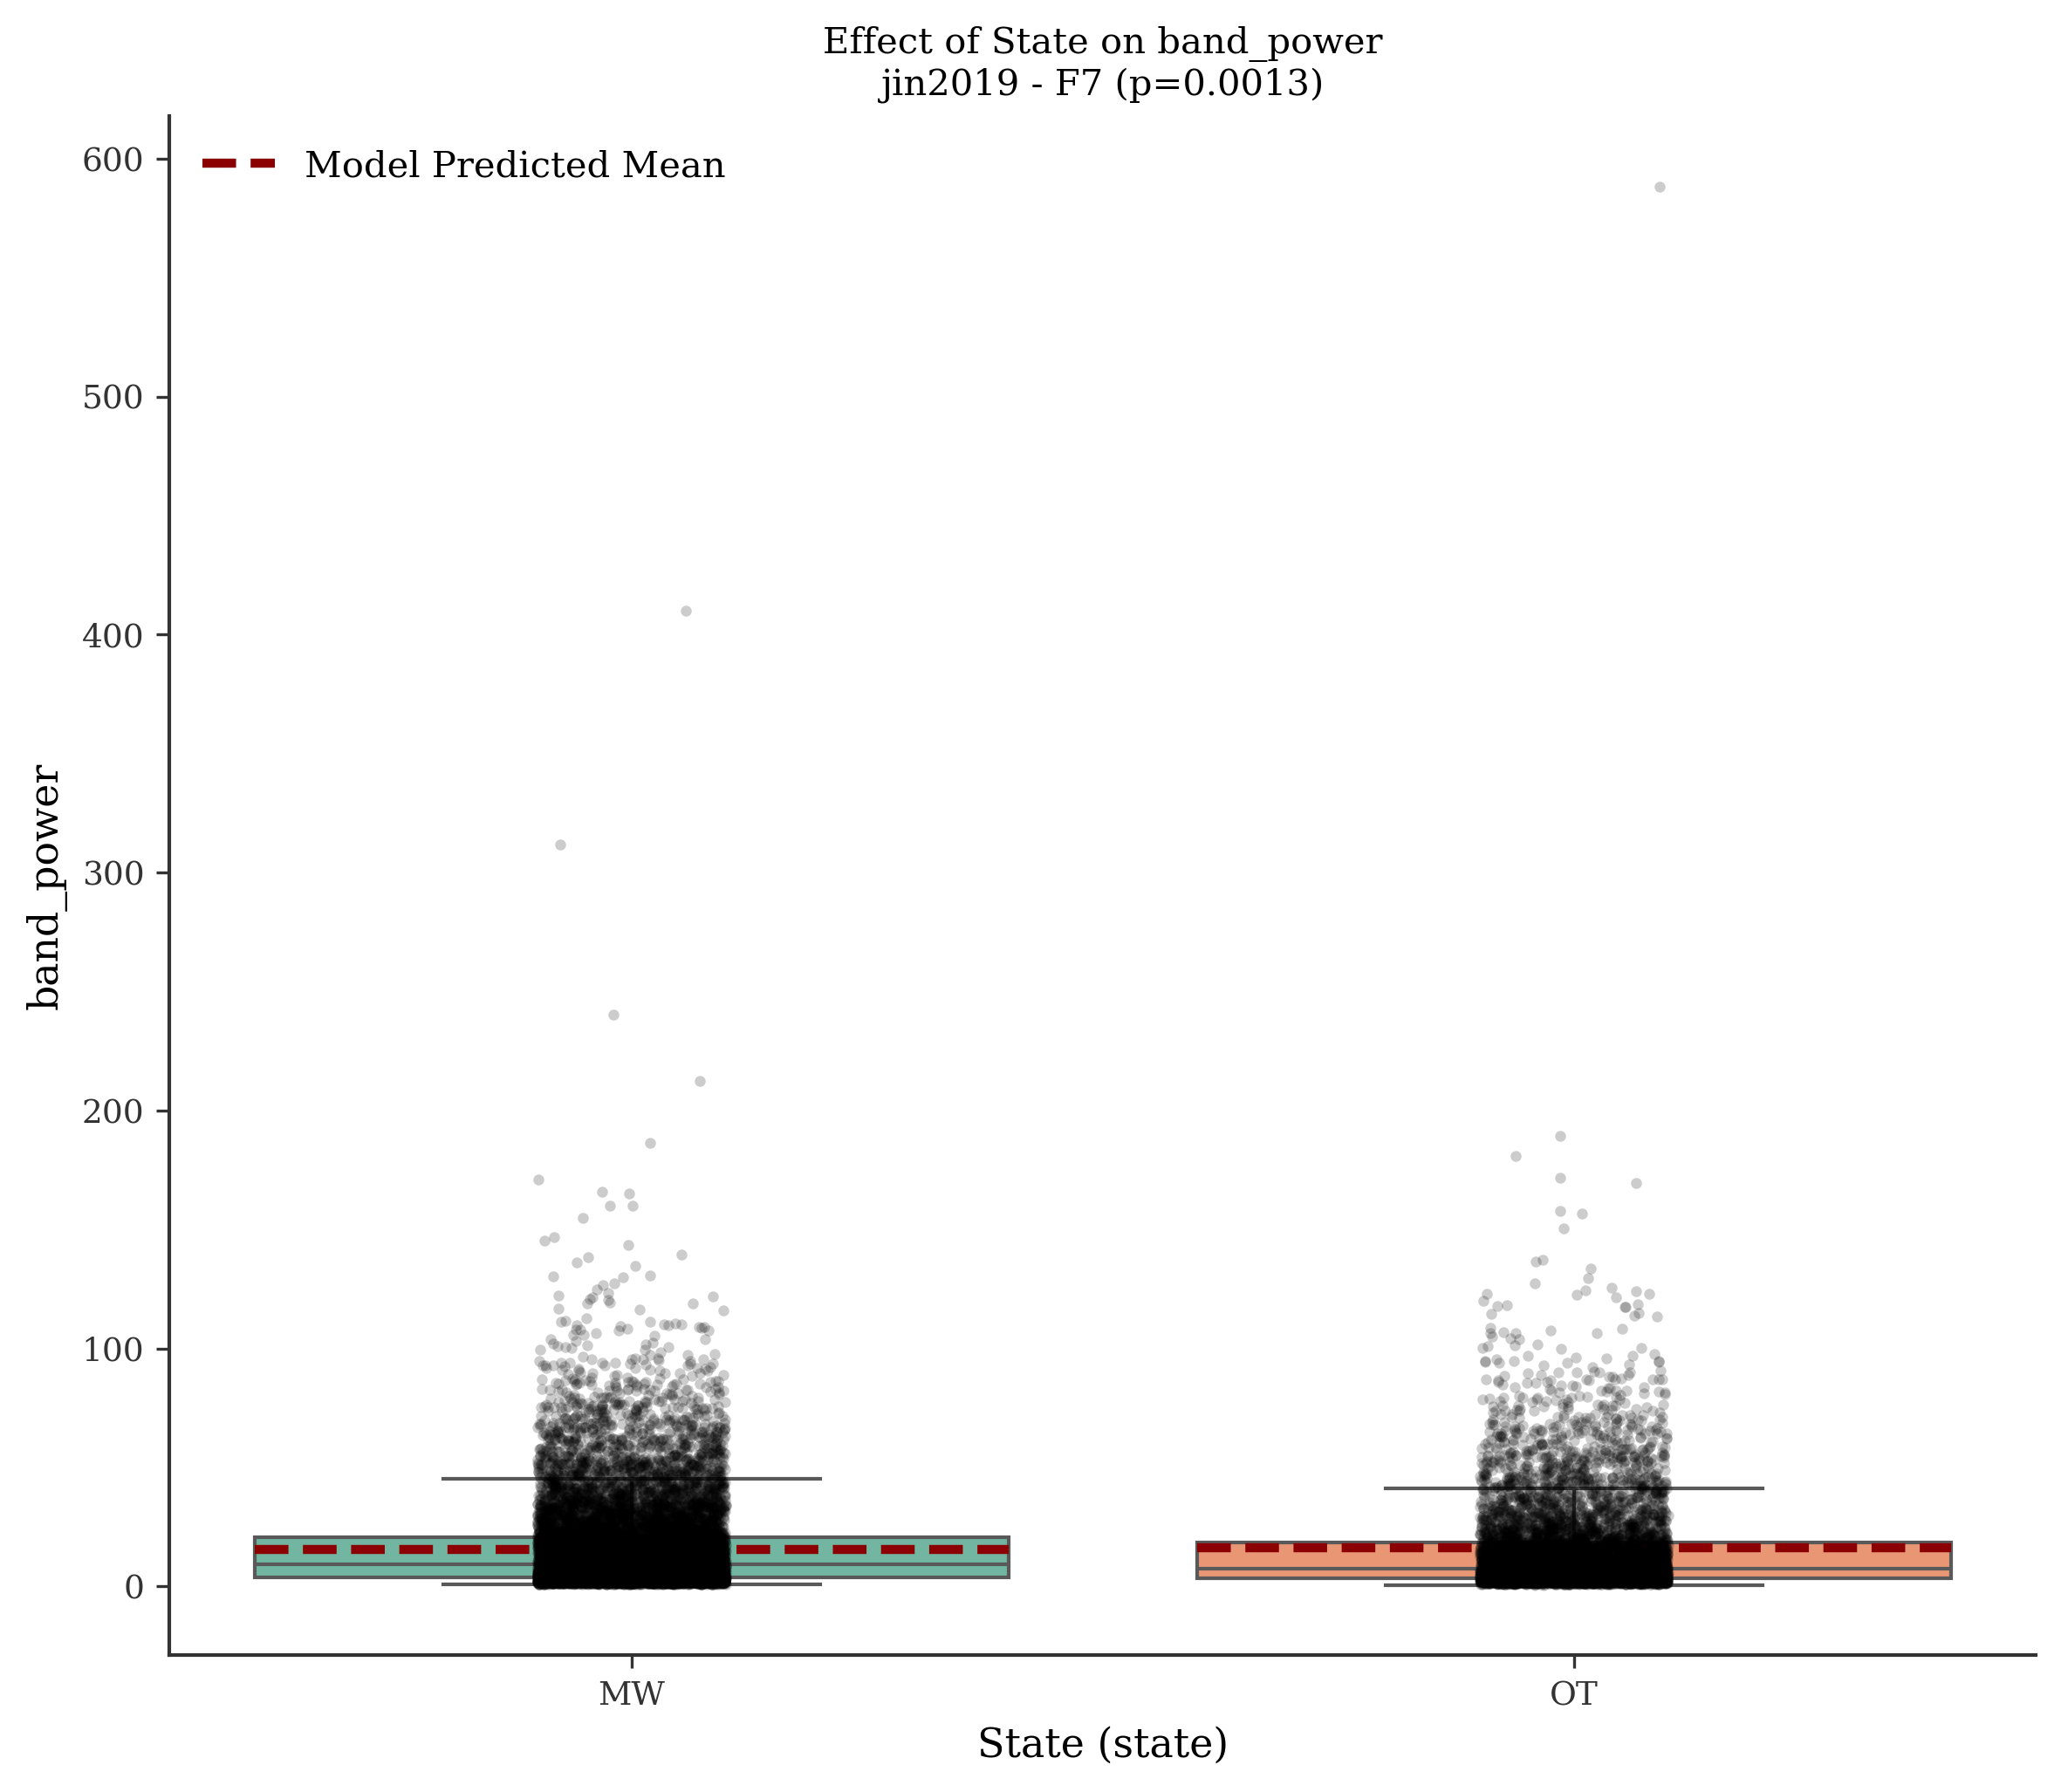 Effect of State on band_power
jin2019 - F7 (p=0.0013)
Model Predicted Mean
600
500
400
300
200
100
0
band_power
MW
OT
State (state)